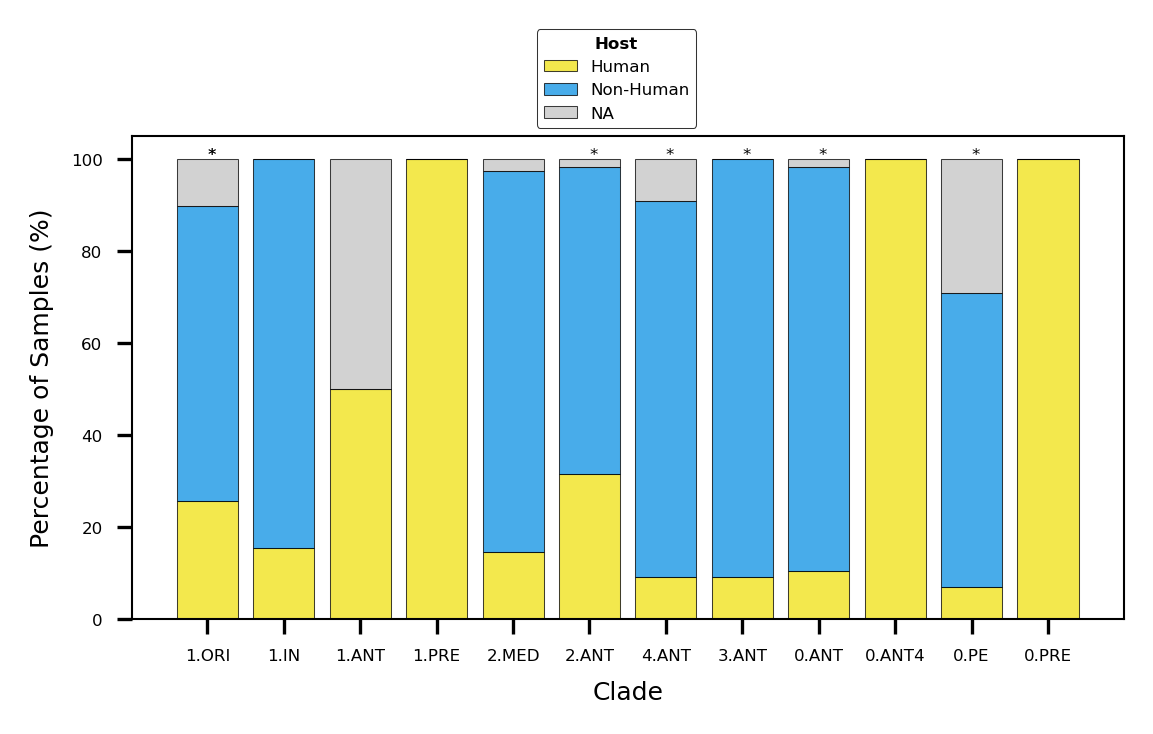 Host
Human
Non-Human
NA
* * * * * *
100
80
60
40
20
0
Percentage of Samples (%)
1.ORI 1.IN 1.ANT 1.PRE 2.MED 2.ANT 4.ANT 3.ANT 0.ANT 0.ANT4 0.PE 0.PRE
Clade